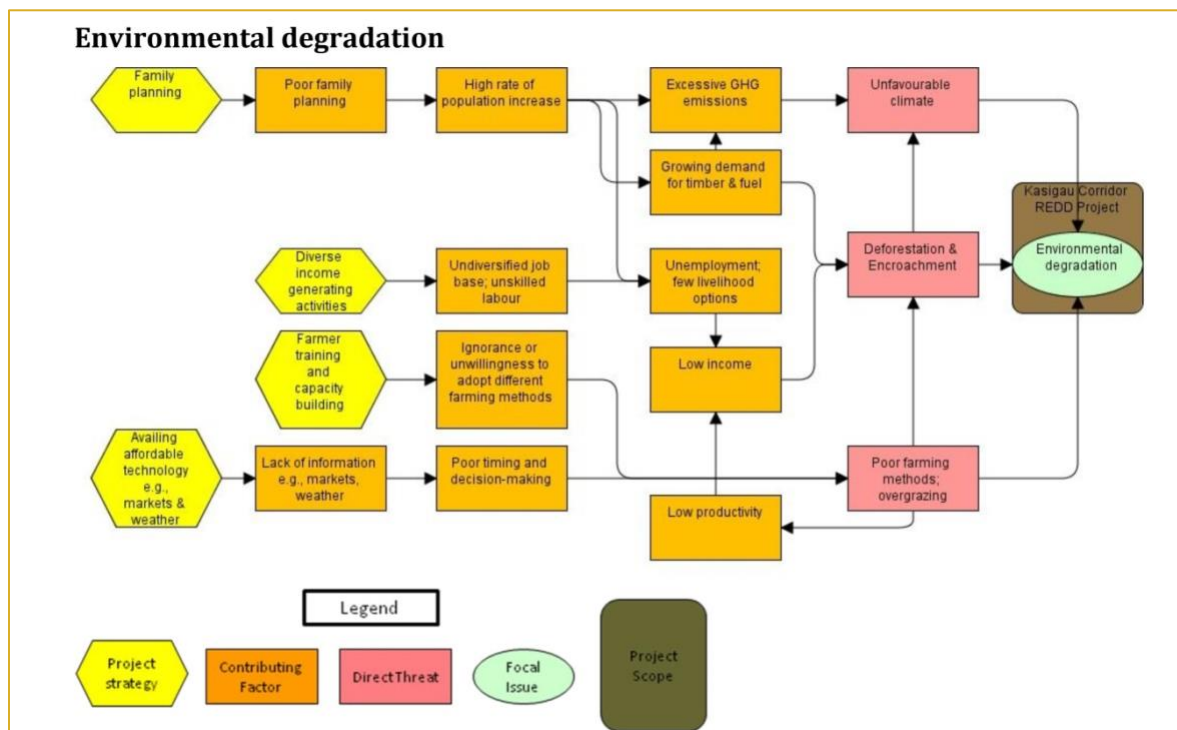 Environmental degradation
Family
planning
Poor family
planning
High rate of
population increase
Excessive GHG
emissions
Unfavourable
climate
Growing demand
for timber & fuel
Kasigau Corridor
REDD Project
Diverse
income
generating
activities
Undiversified job
base; unskilled
labour
Unemployment;
few livelihood
options
Deforestation &
Encroachment
Environmental
degradation
Farmer
training
and
capacity
building
Ignorance or
unwillingness to
adopt different
farming methods
Low income
Availing
affordable
technology
e.g.,
markets &
weather
Lack of information
e.g., markets,
weather
Poor timing and
decision-making
Poor farming
methods;
overgrazing
Low productivity
Legend
Project
strategy
Contributing
Factor
DirectThreat
Focal
Issue
Project
Scope